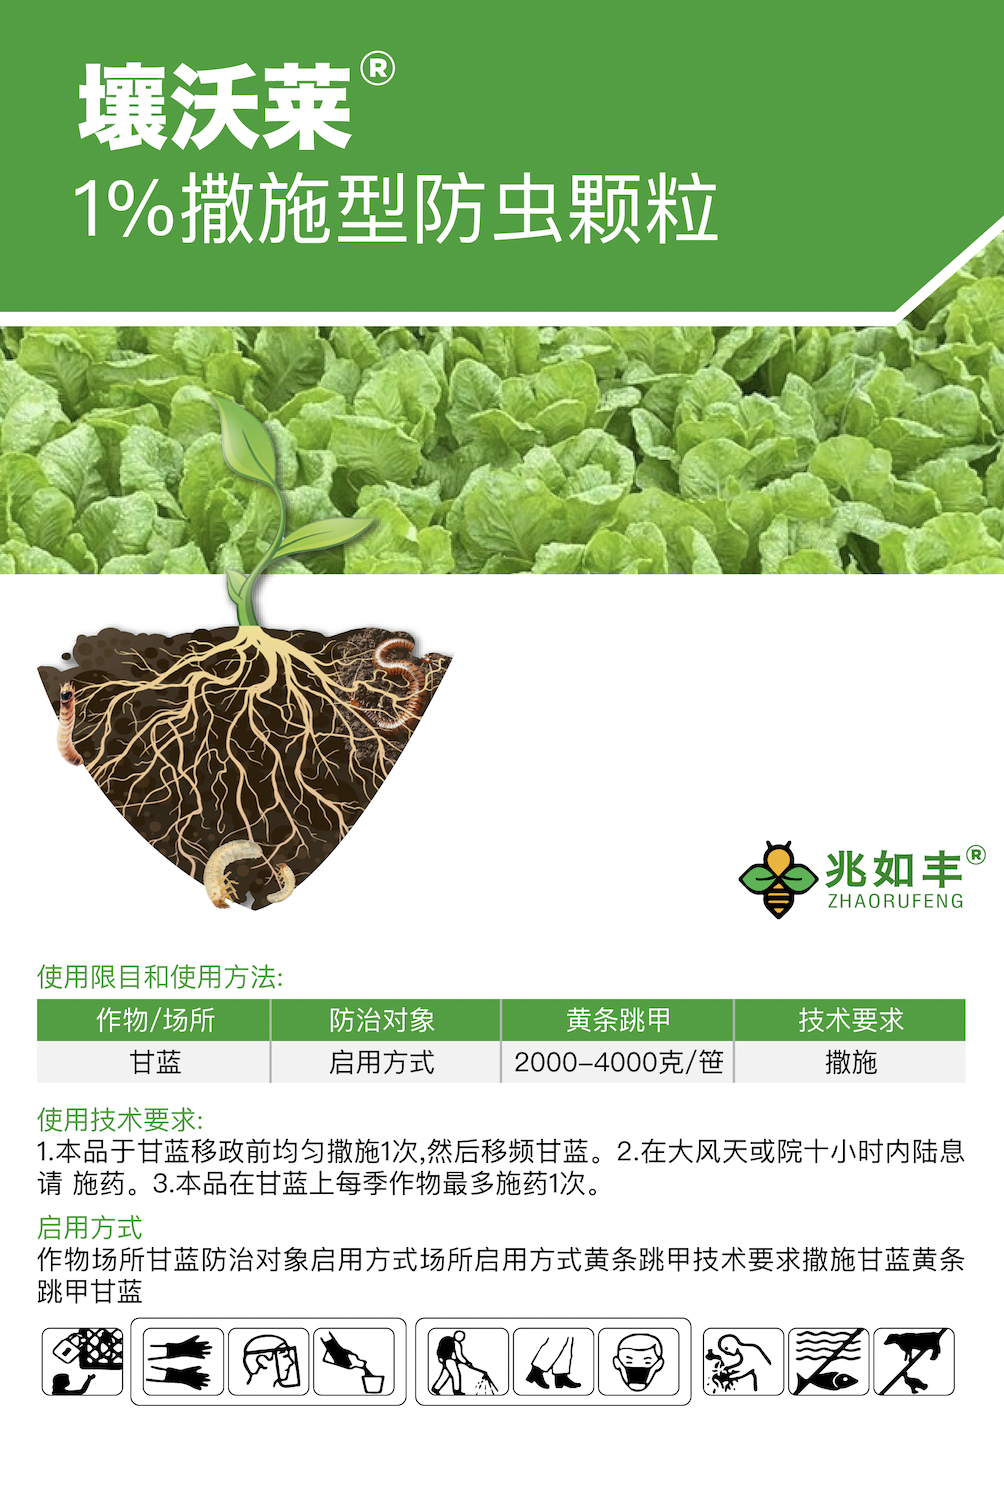 壤沃莱®
1%撒施型防虫颗粒
兆如丰®
ZHAORUFENG
使用限目和使用方法:
作物/场所 防治对象 黄条跳甲 技术要求
甘蓝 启用方式 2000-4000克/笹 撒施
使用技术要求:
1.本品于甘蓝移政前均匀撒施1次,然后移频甘蓝。2.在大风天或院十小时内陆息
请 施药。3.本品在甘蓝上每季作物最多施药1次。
启用方式
作物场所甘蓝防治对象启用方式场所启用方式黄条跳甲技术要求撒施甘蓝黄条
跳甲甘蓝